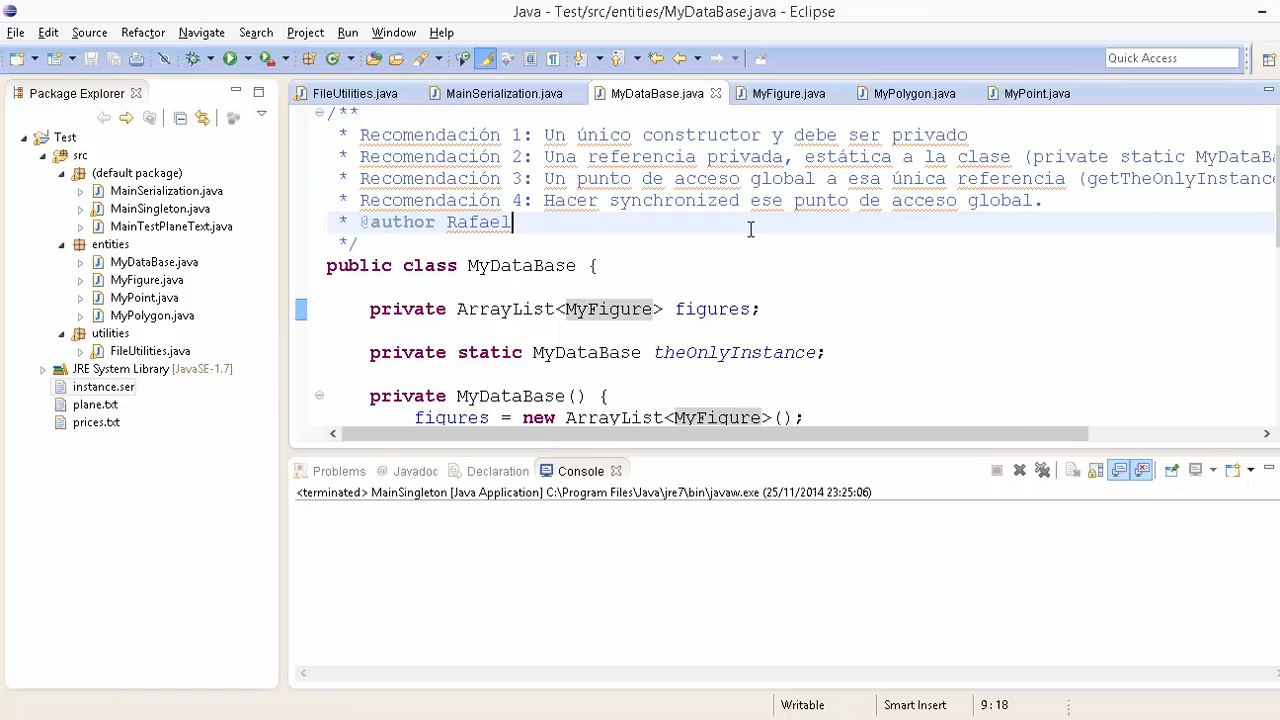 Java - Test/src/entities/MyDataBase.java - Eclipse
File Edit Source Refactor Navigate Search Project Run Window Help
Quick Access
Package Explorer
FileUtilities.java MainSerialization.java MyDataBase.java MyFigure.java MyPolygon.java MyPoint.java
Test
src
(default package)
MainSerialization.java
MainSingleton.java
MainTestPlaneText.java
entities
MyDataBase.java
MyFigure.java
MyPoint.java
MyPolygon.java
utilities
FileUtilities.java
JRE System Library [JavaSE-1.7]
instance.ser
plane.txt
prices.txt
/**
* Recomendación 1: Un único constructor y debe ser privado
* Recomendación 2: Una referencia privada, estática a la clase (private static MyDataB
* Recomendación 3: Un punto de acceso global a esa única referencia (getTheOnlyInstanc
* Recomendación 4: Hacer synchronized ese punto de acceso global.
* @author Rafael
*/
public class MyDataBase {
private ArrayList<MyFigure> figures;
private static MyDataBase theOnlyInstance;
private MyDataBase() {
figures = new ArrayList<MyFigure>();
Problems Javadoc Declaration Console
<terminated> MainSingleton [Java Application] C:\Program Files\Java\jre7\bin\javaw.exe (25/11/2014 23:25:06)
Writable Smart Insert 9 : 18